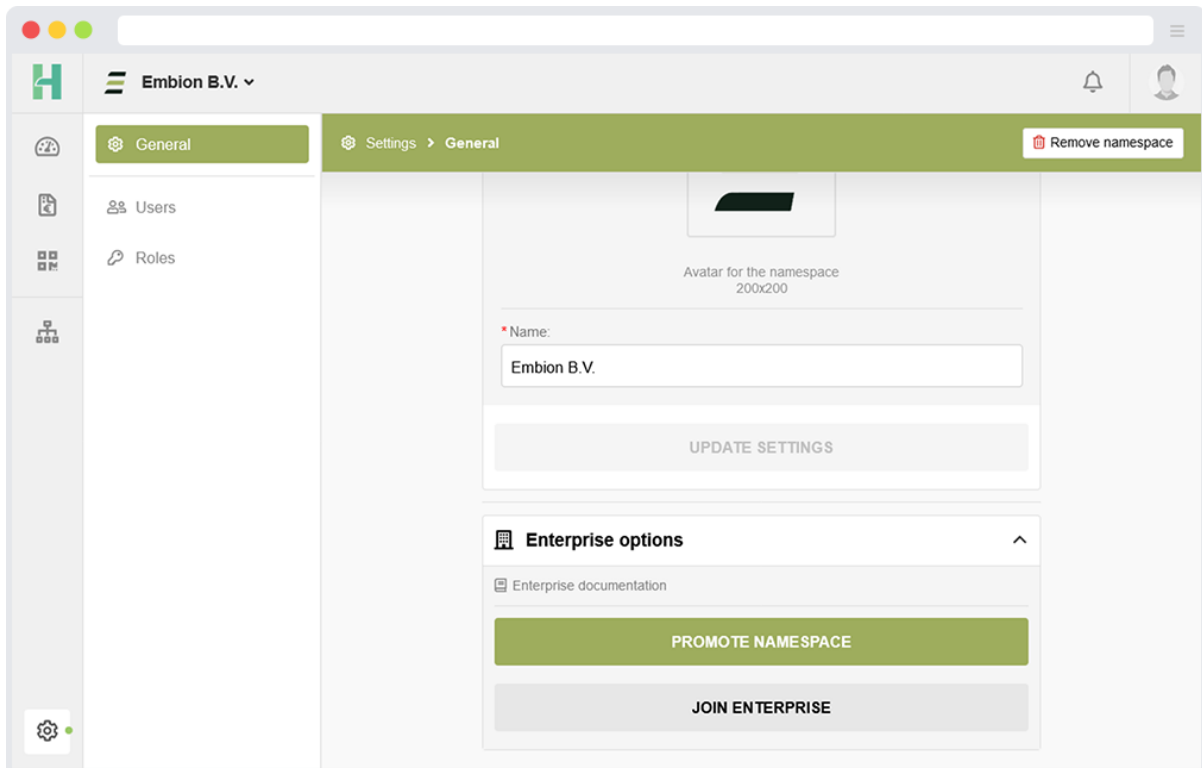 Embion B.V.
General
Settings > General
Remove namespace
Users
Roles
Avatar for the namespace
200x200
*Name:
Embion B.V.
UPDATE SETTINGS
Enterprise options
Enterprise documentation
PROMOTE NAMESPACE
JOIN ENTERPRISE